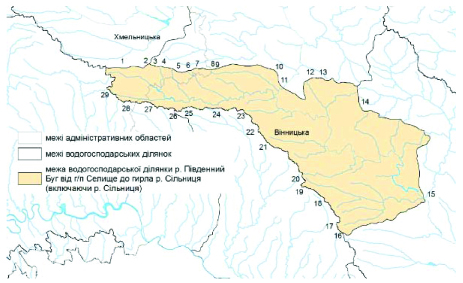 Хмельницька
1 2 3 4 5 6 7 8 9 10 11 12 13 14
29 28 27 26 25 24 23
22 Вінницька
21
межі адміністративних областей
межі водогосподарських ділянок
межа водогосподарської ділянки р. Південний
Буг від г/п Селище до гирла р. Сільниця
(включаючи р. Сільниця)
20
19
18
17
16
15